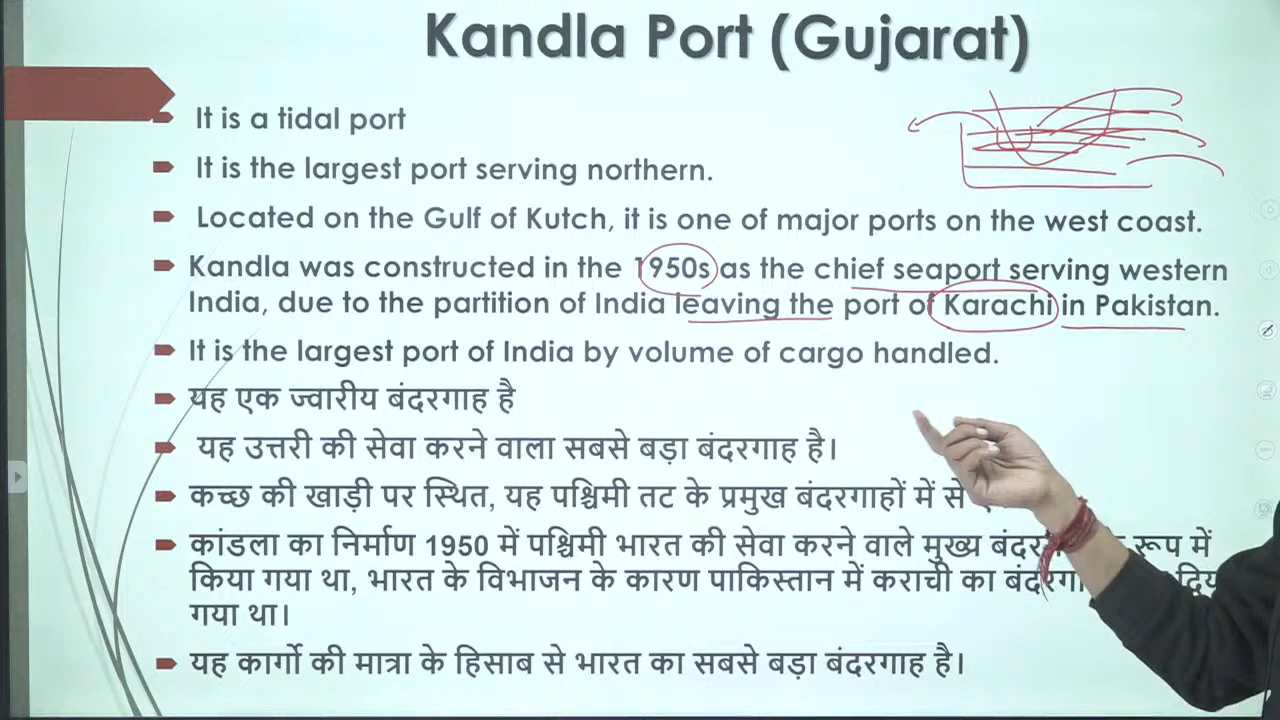 Kandla Port (Gujarat)
It is a tidal port
It is the largest port serving northern.
Located on the Gulf of Kutch, it is one of major ports on the west coast.
Kandla was constructed in the 1950s as the chief seaport serving western
India, due to the partition of India leaving the port of Karachi in Pakistan.
It is the largest port of India by volume of cargo handled.
यह एक ज्वारीय बंदरगाह है
यह उत्तरी की सेवा करने वाला सबसे बड़ा बंदरगाह है।
कच्छ की खाड़ी पर स्थित, यह पश्चिमी तट के प्रमुख बंदरगाहों में से
कांडला का निर्माण 1950 में पश्चिमी भारत की सेवा करने वाले मुख्य रूप में
किया गया था, भारत के विभाजन के कारण पाकिस्तान में कराची का
गया था।
यह कार्गो की मात्रा के हिसाब से भारत का सबसे बड़ा बंदरगाह है।